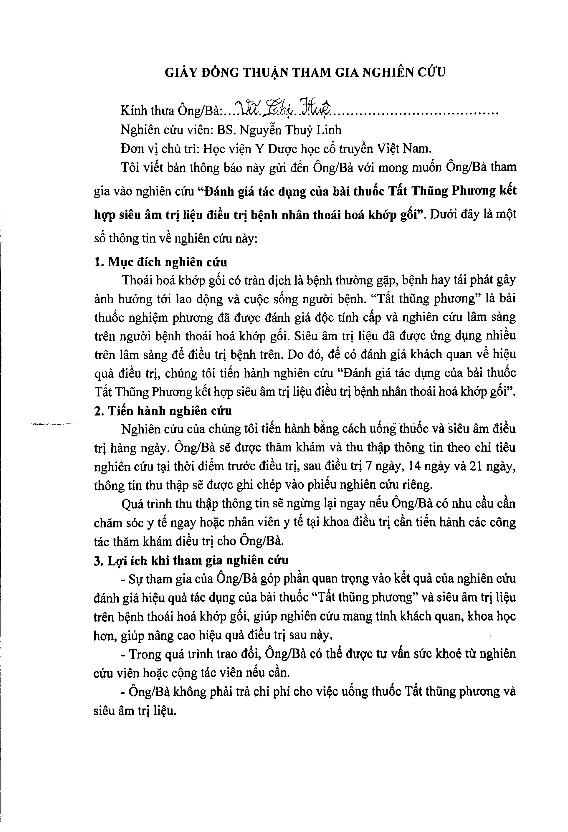 GIẤY ĐỒNG THUẬN THAM GIA NGHIÊN CỨU
Kính thưa Ông/Bà:....Vũ Thị Huệ........................................
Nghiên cứu viên: BS. Nguyễn Thuỳ Linh
Đơn vị chủ trì: Học viện Y Dược học cổ truyền Việt Nam.
Tôi viết bản thông báo này gửi đến Ông/Bà với mong muốn Ông/Bà tham
gia vào nghiên cứu “Đánh giá tác dụng của bài thuốc Tất Thũng Phương kết
hợp siêu âm trị liệu điều trị bệnh nhân thoái hoá khớp gối”. Dưới đây là một
số thông tin về nghiên cứu này:
1. Mục đích nghiên cứu
Thoái hoá khớp gối có tràn dịch là bệnh thường gặp, bệnh hay tái phát gây
ảnh hưởng tới lao động và cuộc sống người bệnh. “Tất thũng phương” là bài
thuốc nghiệm phương đã được đánh giá độc tính cấp và nghiên cứu lâm sàng
trên người bệnh thoái hoá khớp gối. Siêu âm trị liệu đã được ứng dụng nhiều
trên lâm sàng để điều trị bệnh trên. Do đó, để có đánh giá khách quan về hiệu
quả điều trị, chúng tôi tiến hành nghiên cứu “Đánh giá tác dụng của bài thuốc
Tất Thũng Phương kết hợp siêu âm trị liệu điều trị bệnh nhân thoái hoá khớp gối”.
2. Tiến hành nghiên cứu
Nghiên cứu của chúng tôi tiến hành bằng cách uống thuốc và siêu âm điều
trị hàng ngày. Ông/Bà sẽ được thăm khám và thu thập thông tin theo chỉ tiêu
nghiên cứu tại thời điểm trước điều trị, sau điều trị 7 ngày, 14 ngày và 21 ngày,
thông tin thu thập sẽ được ghi chép vào phiếu nghiên cứu riêng.
Quá trình thu thập thông tin sẽ ngừng lại ngay nếu Ông/Bà có nhu cầu cần
chăm sóc y tế ngay hoặc nhân viên y tế tại khoa điều trị cần tiến hành các công
tác thăm khám điều trị cho Ông/Bà.
3. Lợi ích khi tham gia nghiên cứu
- Sự tham gia của Ông/Bà góp phần quan trọng vào kết quả của nghiên cứu
đánh giá hiệu quả tác dụng của bài thuốc “Tất thũng phương” và siêu âm trị liệu
trên bệnh thoái hoá khớp gối, giúp nghiên cứu mang tính khách quan, khoa học
hơn, giúp nâng cao hiệu quả điều trị sau này.
- Trong quá trình trao đổi, Ông/Bà có thể được tư vấn sức khoẻ từ nghiên
cứu viên hoặc cộng tác viên nếu cần.
- Ông/Bà không phải trả chi phí cho việc uống thuốc Tất thũng phương và
siêu âm trị liệu.